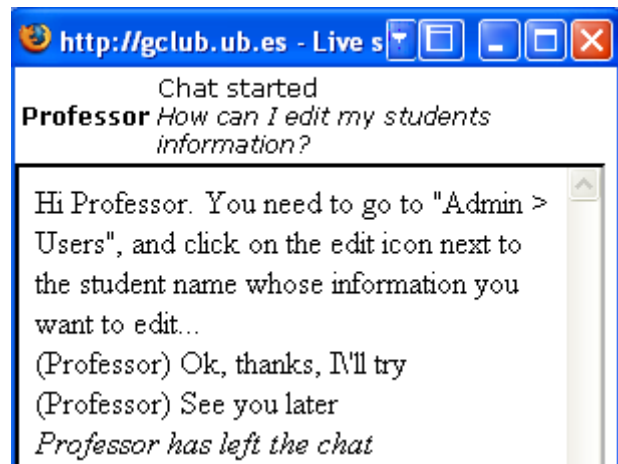 http://gclub.ub.es - Live s
Chat started
Professor How can I edit my students
information?
Hi Professor. You need to go to "Admin >
Users", and click on the edit icon next to
the student name whose information you
want to edit...
(Professor) Ok, thanks, I\'ll try
(Professor) See you later
Professor has left the chat